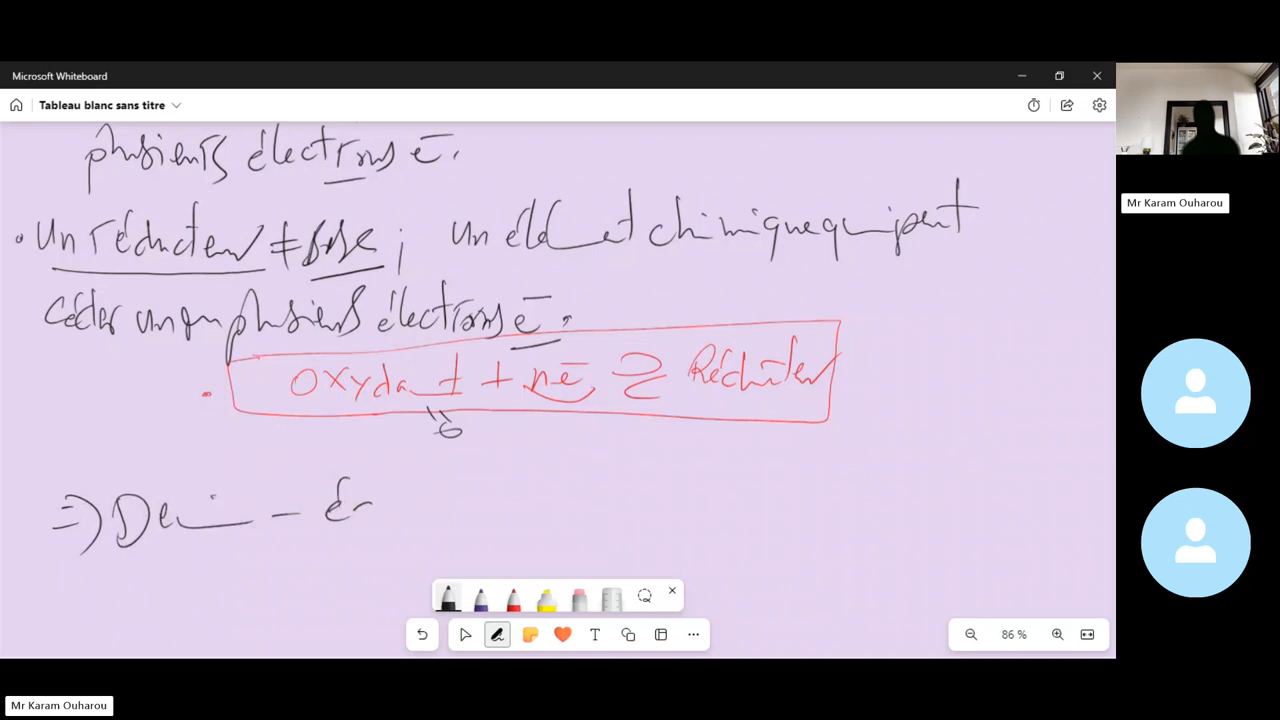 Microsoft Whiteboard
Tableau blanc sans titre
plusieurs électrons e-.
• Un réducteur ≠ base ; un élément chimique qui peut
céder un ou plusieurs électrons e-.
• oxydant + ne- ⇌ Réducteur
⇒ Demi - é
86 %
Mr Karam Ouharou
Mr Karam Ouharou